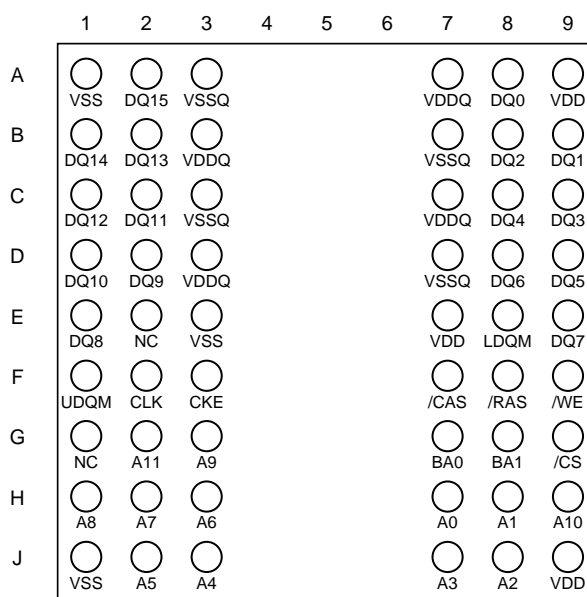 1 2 3 4 5 6 7 8 9
A
VSS DQ15 VSSQ VDDQ DQ0 VDD
B
DQ14 DQ13 VDDQ VSSQ DQ2 DQ1
C
DQ12 DQ11 VSSQ VDDQ DQ4 DQ3
D
DQ10 DQ9 VDDQ VSSQ DQ6 DQ5
E
DQ8 NC VSS VDD LDQM DQ7
F
UDQM CLK CKE /CAS /RAS /WE
G
NC A11 A9 BA0 BA1 /CS
H
A8 A7 A6 A0 A1 A10
J
VSS A5 A4 A3 A2 VDD